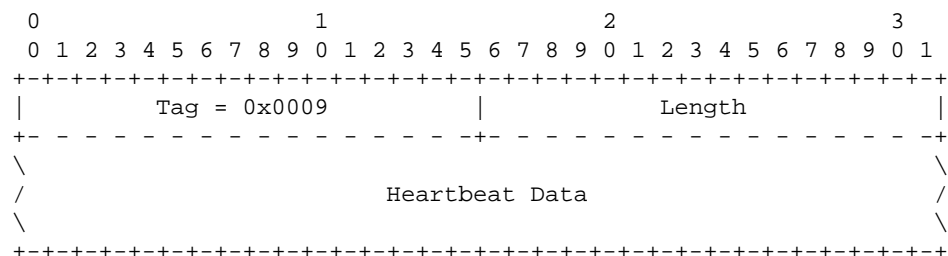 0                   1                   2                   3
 0 1 2 3 4 5 6 7 8 9 0 1 2 3 4 5 6 7 8 9 0 1 2 3 4 5 6 7 8 9 0 1
+-+-+-+-+-+-+-+-+-+-+-+-+-+-+-+-+-+-+-+-+-+-+-+-+-+-+-+-+-+-+-+-+
|         Tag = 0x0009          |            Length             |
+- - - - - - - - - - - - - - - -+- - - - - - - - - - - - - - - -+
\                                                               \
/                         Heartbeat Data                        /
\                                                               \
+-+-+-+-+-+-+-+-+-+-+-+-+-+-+-+-+-+-+-+-+-+-+-+-+-+-+-+-+-+-+-+-+